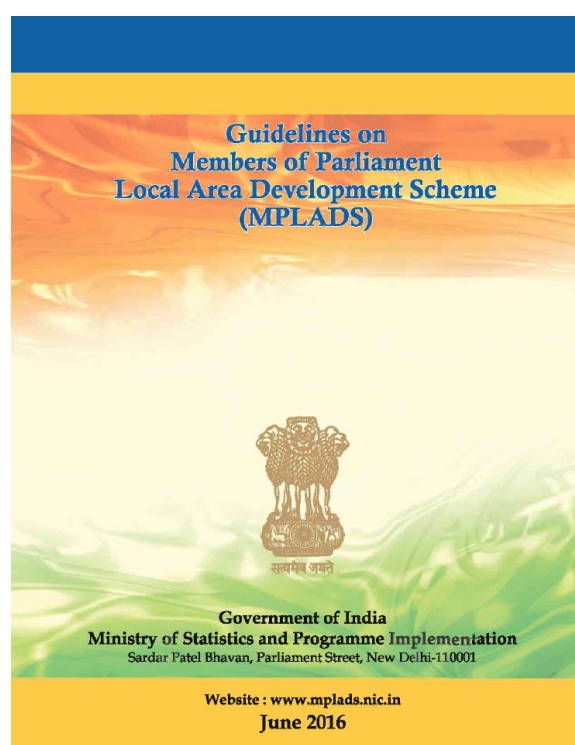 Guidelines on
Members of Parliament
Local Area Development Scheme
(MPLADS)
सत्यमेव जयते
Government of India
Ministry of Statistics and Programme Implementation
Sardar Patel Bhavan, Parliament Street, New Delhi-110001
Website : www.mplads.nic.in
June 2016